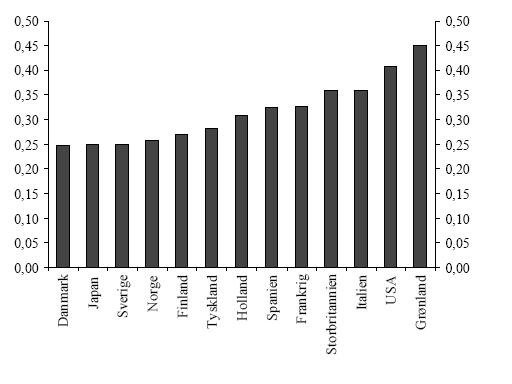 0,50 0,50
0,45 0,45
0,40 0,40
0,35 0,35
0,30 0,30
0,25 0,25
0,20 0,20
0,15 0,15
0,10 0,10
0,05 0,05
0,00 0,00
Danmark
Japan
Sverige
Norge
Finland
Tyskland
Holland
Spanien
Frankrig
Storbritannien
Italien
USA
Grønland